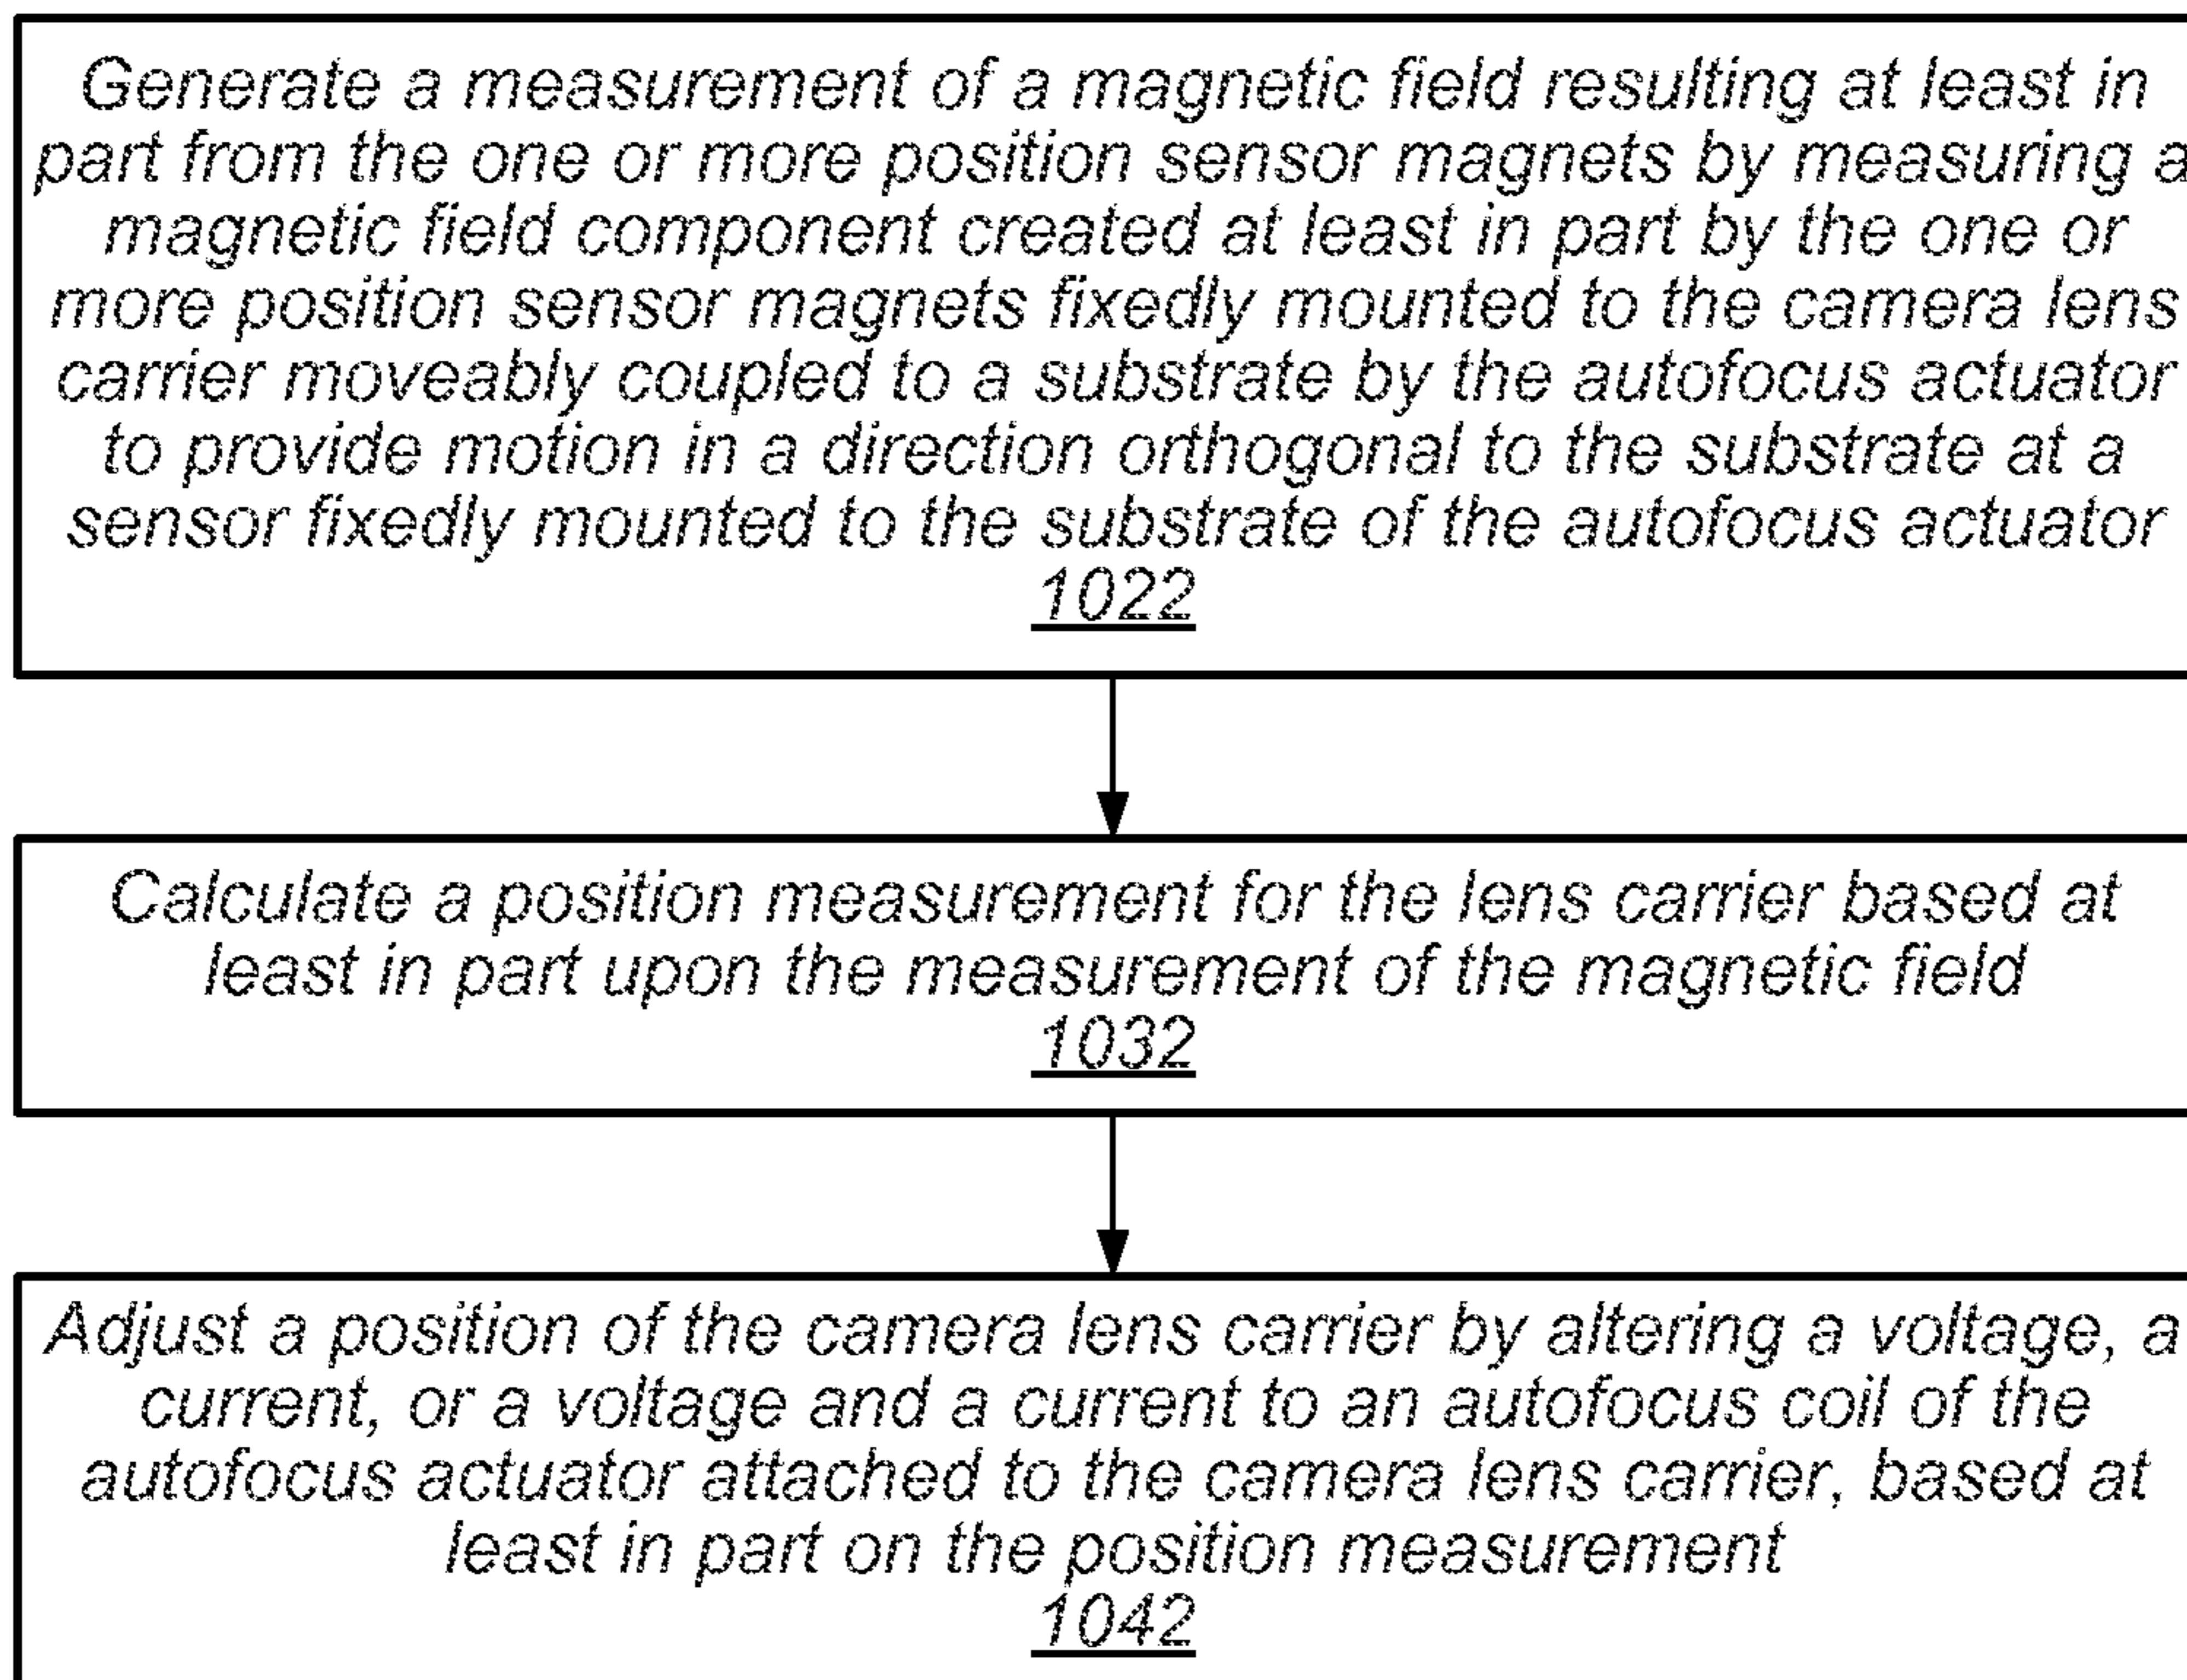 Generate a measurement of a magnetic field resulting at least in
part from the one or more position sensor magnets by measuring a
magnetic field component created at least in part by the one or
more position sensor magnets fixedly mounted to the camera lens
carrier moveably coupled to a substrate by the autofocus actuator
to provide motion in a direction orthogonal to the substrate at a
sensor fixedly mounted to the substrate of the autofocus actuator
1022
Calculate a position measurement for the lens carrier based at
least in part upon the measurement of the magnetic field
1032
Adjust a position of the camera lens carrier by altering a voltage, a
current, or a voltage and a current to an autofocus coil of the
autofocus actuator attached to the camera lens carrier, based at
least in part on the position measurement
1042